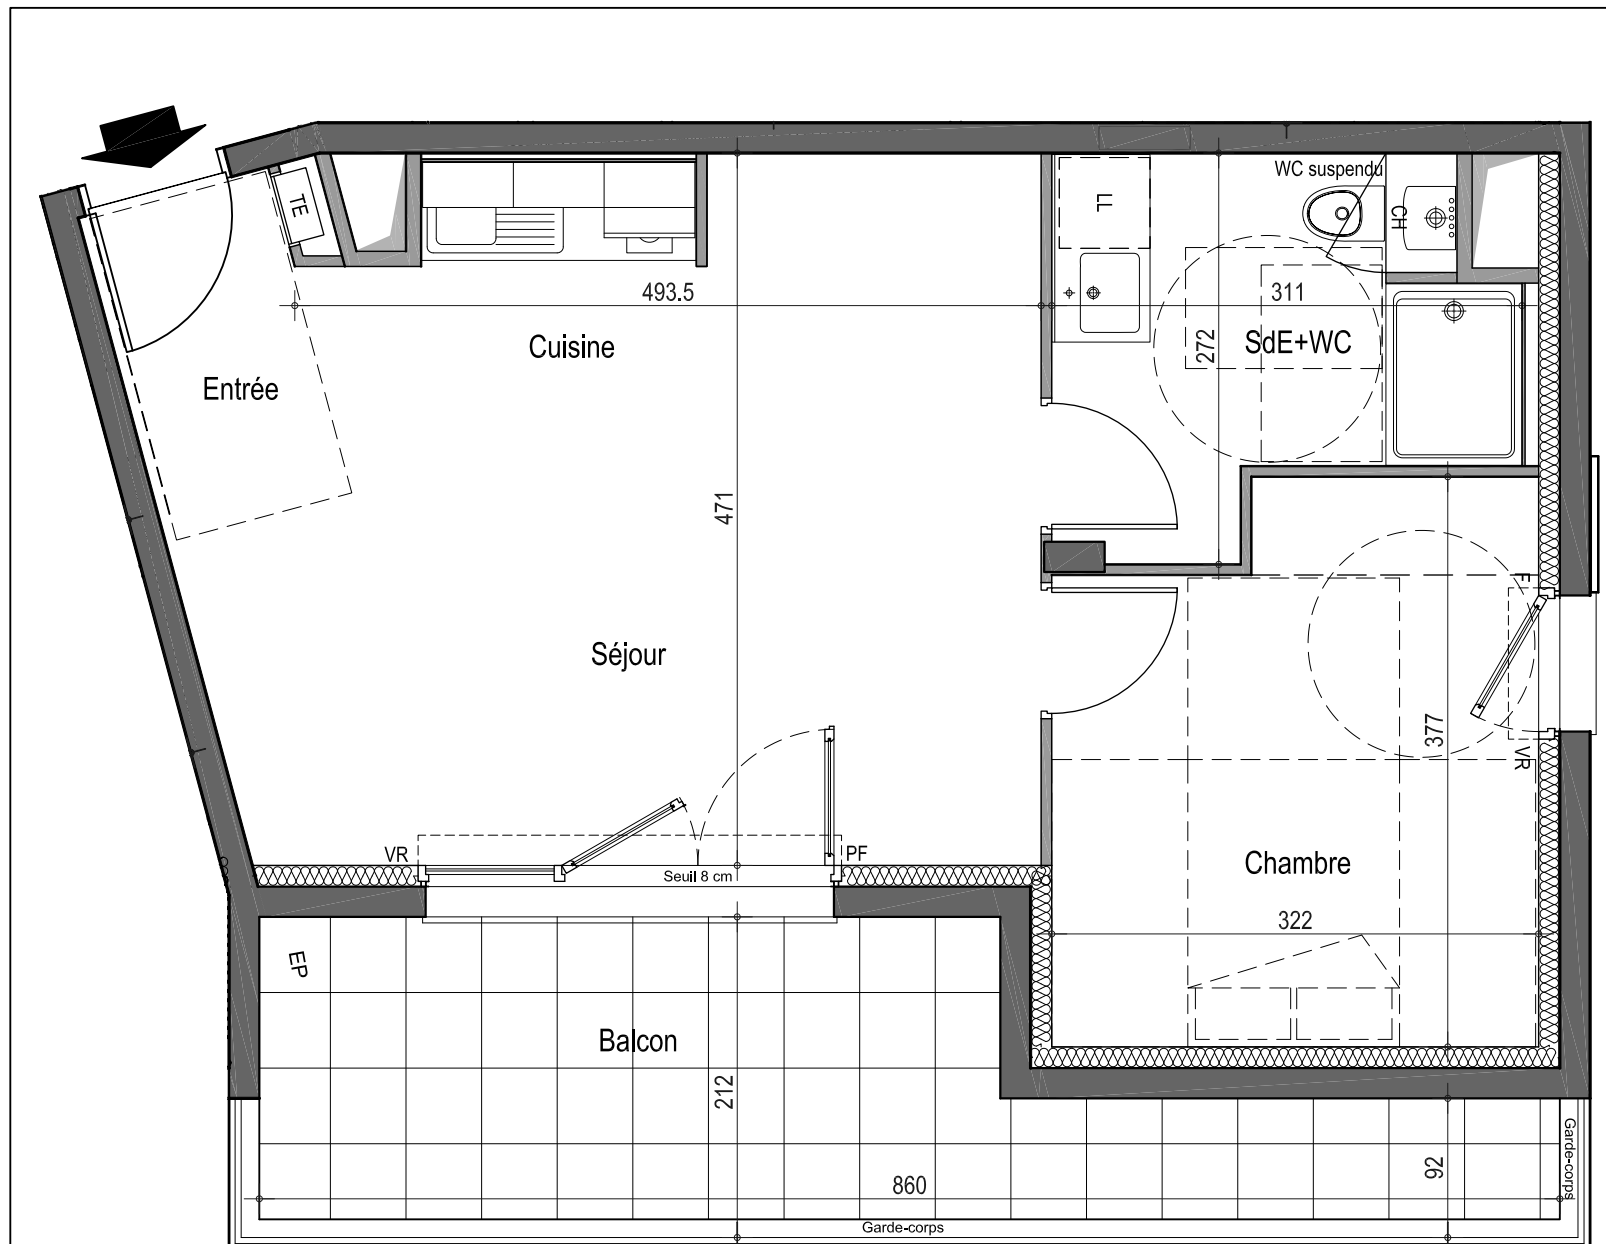 WC suspendu
TE
LL
CH
493.5
311
Cuisine
272
SdE+WC
Entrée
471
F
Séjour
377
VR
VR
PF
Seuil 8 cm
Chambre
322
EP
Balcon
212
92
Garde-corps
860
Garde-corps